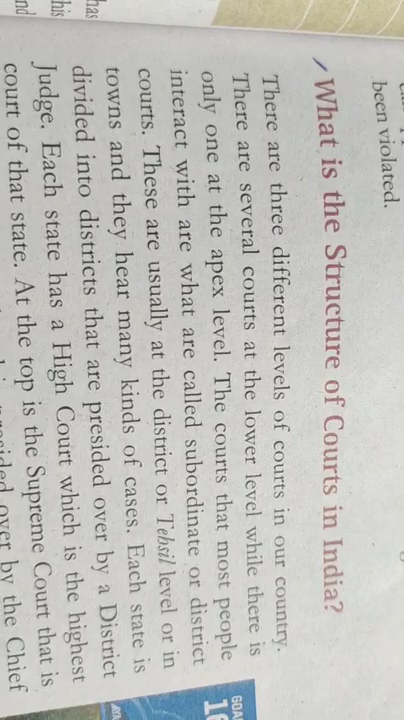 been violated.
What is the Structure of Courts in India?
There are three different levels of courts in our country.
There are several courts at the lower level while there is
only one at the apex level. The courts that most people
interact with are what are called subordinate or district
courts. These are usually at the district or Tehsil level or in
towns and they hear many kinds of cases. Each state is
divided into districts that are presided over by a District
Judge. Each state has a High Court which is the highest
court of that state. At the top is the Supreme Court that is
over by the Chief
has
his
nd
GOA